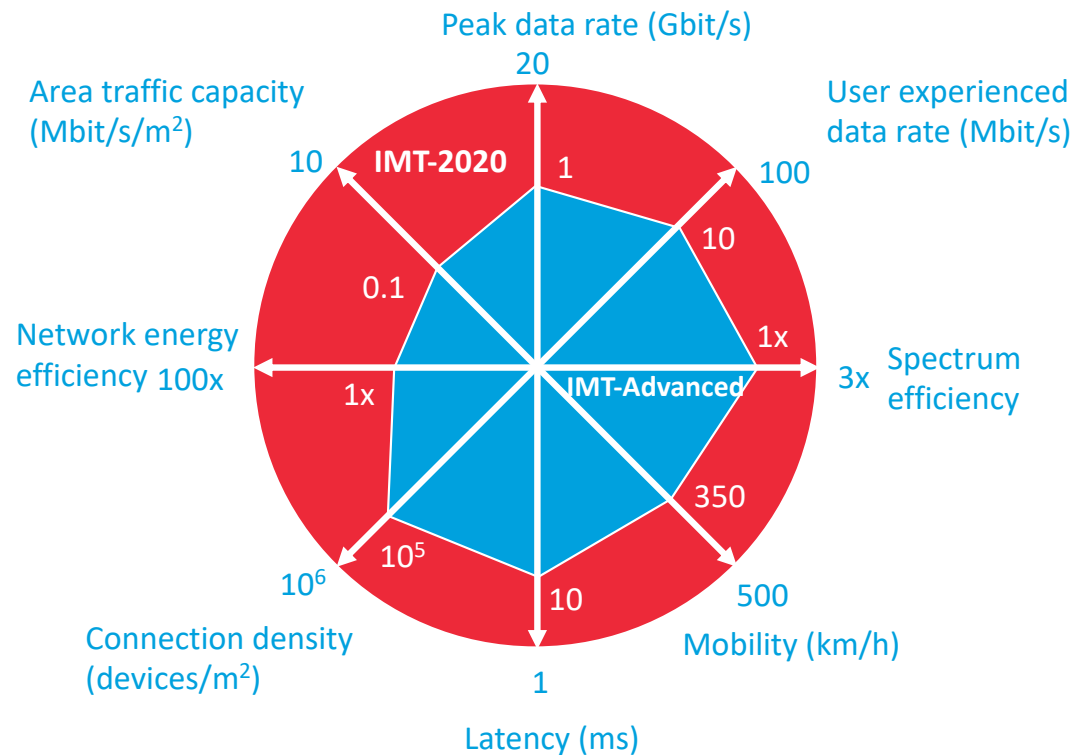 Peak data rate (Gbit/s)
20
Area traffic capacity
(Mbit/s/m²)
User experienced
data rate (Mbit/s)
10
IMT-2020
1
100
10
0.1
Network energy
efficiency 100x
1x
1x
IMT-Advanced
3x
Spectrum
efficiency
350
10⁵
10⁶
10
500
Connection density
(devices/m²)
Mobility (km/h)
1
Latency (ms)